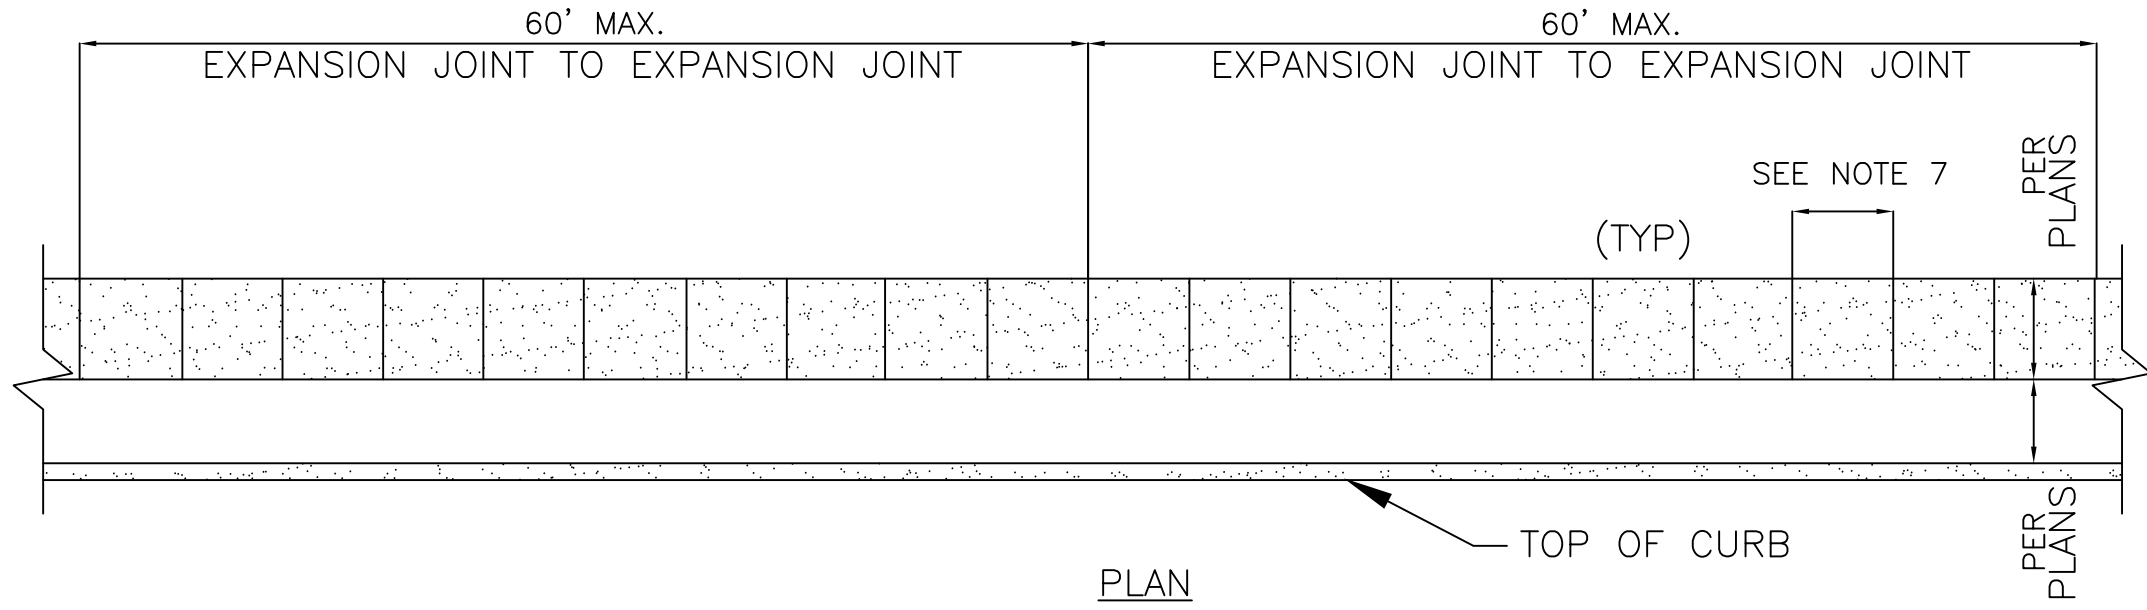 60' MAX.
EXPANSION JOINT TO EXPANSION JOINT
60' MAX.
EXPANSION JOINT TO EXPANSION JOINT
SEE NOTE 7
(TYP)
PER
PLANS
TOP OF CURB
PER
PLANS
PLAN